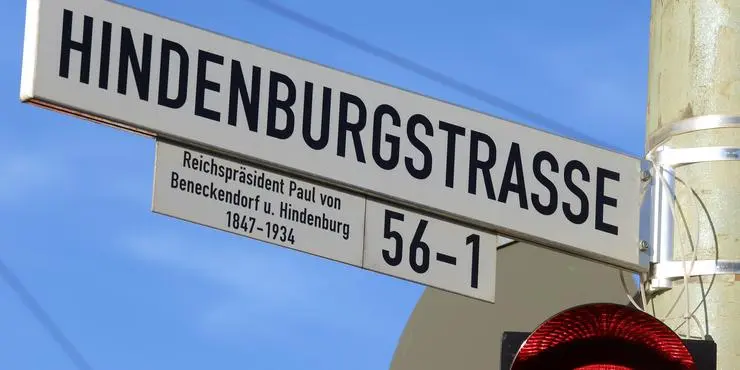 HINDENBURGSTRASSE
Reichspräsident Paul von
Beneckendorf u. Hindenburg
1847-1934
56-1